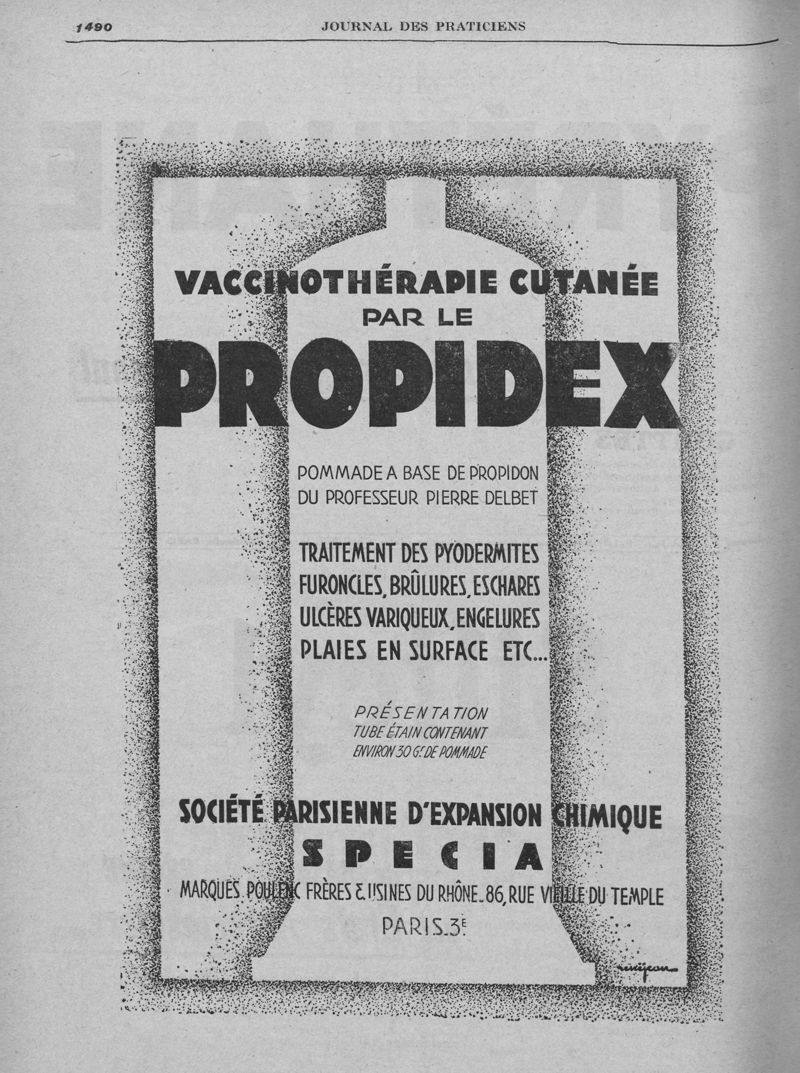 1490
JOURNAL DES PRATICIENS
VACCINOTHÉRAPIE CUTANÉE
PAR LE
PROPIDEX
POMMADE A BASE DE PROPIDON
DU PROFESSEUR PIERRE DELBET
TRAITEMENT DES PYODERMITES
FURONCLES, BRÛLURES, ESCHARES
ULCÈRES VARIQUEUX, ENGELURES
PLAIES EN SURFACE ETC...
PRÉSENTATION
TUBE ÉTAIN CONTENANT
ENVIRON 30 Gr DE POMMADE
SOCIÉTÉ PARISIENNE D'EXPANSION CHIMIQUE
SPECIA
MARQUES POULENC FRÈRES & USINES DU RHÔNE_86, RUE VIEILLE DU TEMPLE
PARIS_3E